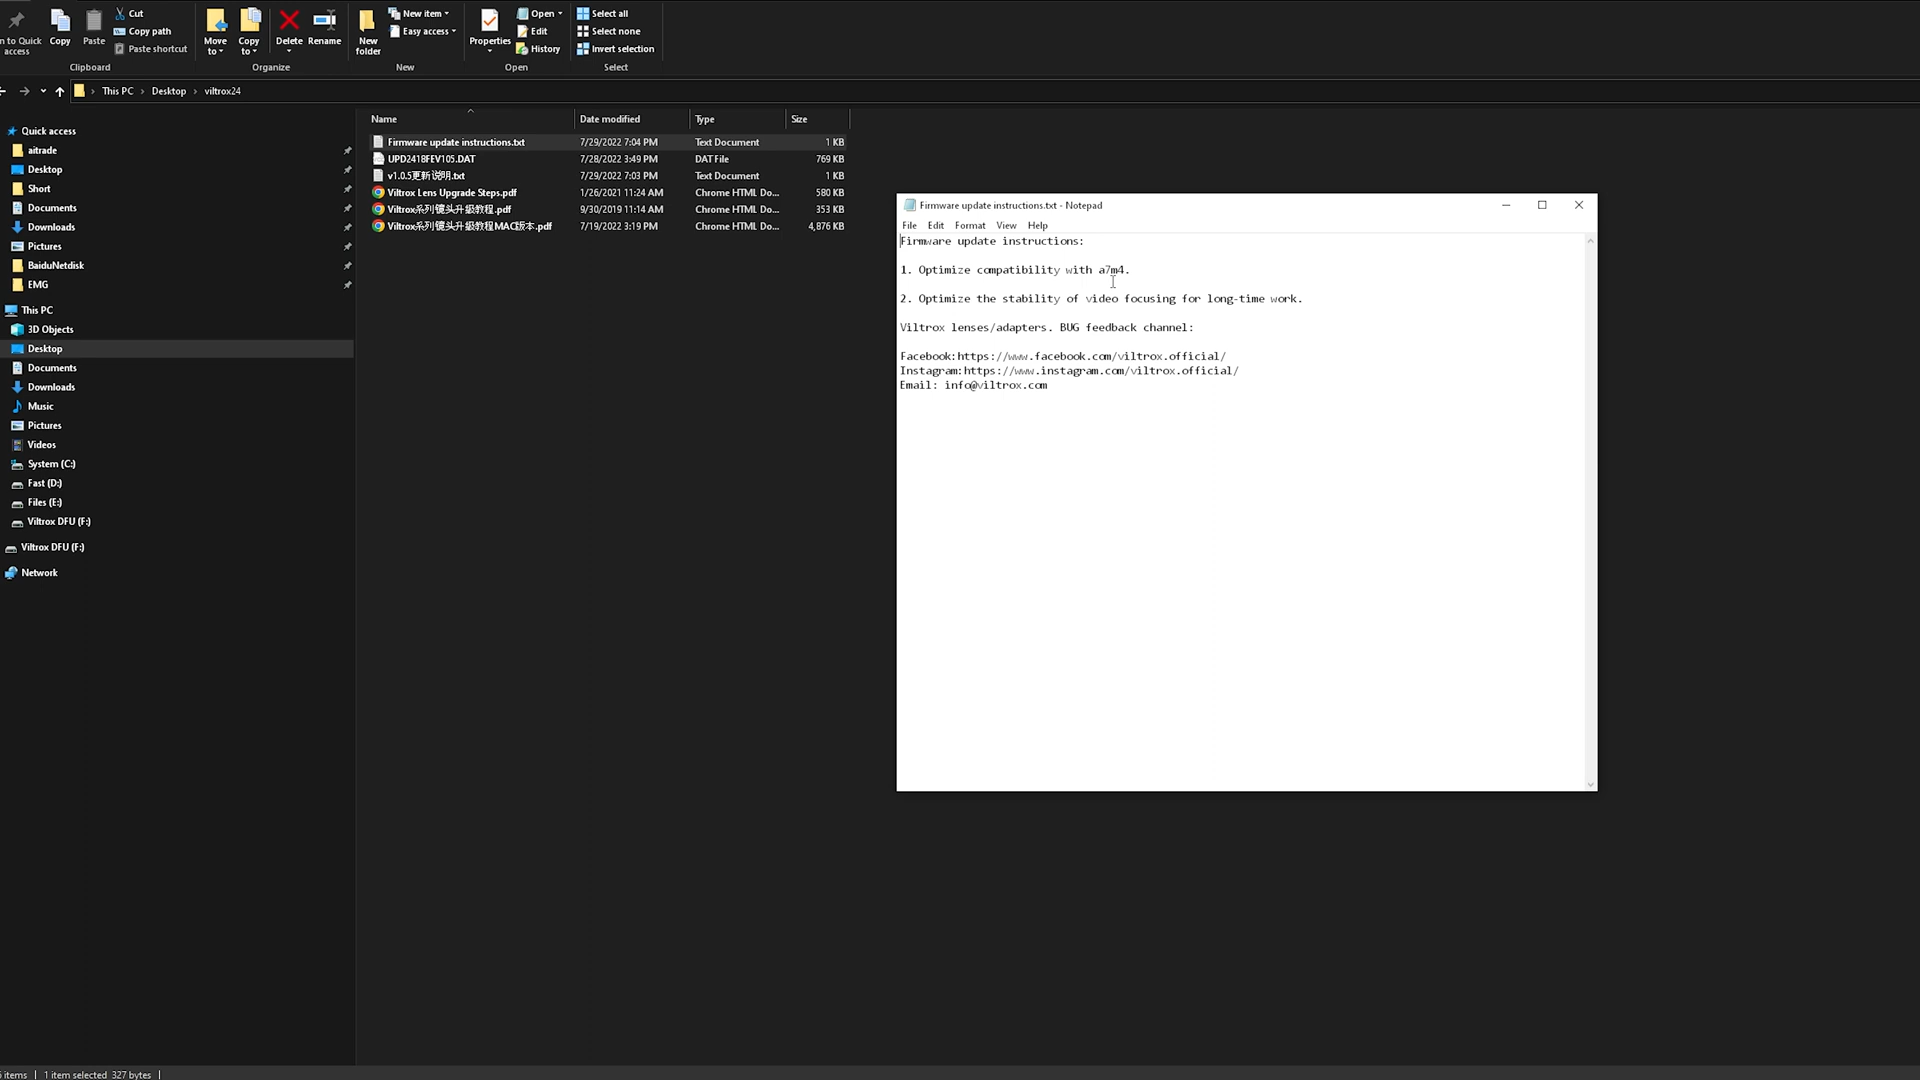 Cut
Copy path
Paste shortcut
n to Quick
access
Copy
Paste
Clipboard
Move
to
Copy
to
Delete
Rename
Organize
New item
Easy access
New
folder
New
Properties
Open
Edit
History
Open
Select all
Select none
Invert selection
Select
This PC > Desktop > viltrox24
Quick access
aitrade
Desktop
Short
Documents
Downloads
Pictures
BaiduNetdisk
EMG
This PC
3D Objects
Desktop
Documents
Downloads
Music
Pictures
Videos
System (C:)
Fast (D:)
Files (E:)
Viltrox DFU (F:)
Viltrox DFU (F:)
Network
Name Date modified Type Size
Firmware update instructions.txt 7/29/2022 7:04 PM Text Document 1 KB
UPD2418FEV105.DAT 7/28/2022 3:49 PM DAT File 769 KB
v1.0.5更新说明.txt 7/29/2022 7:03 PM Text Document 1 KB
Viltrox Lens Upgrade Steps.pdf 1/26/2021 11:24 AM Chrome HTML Do... 580 KB
Viltrox系列镜头升级教程.pdf 9/30/2019 11:14 AM Chrome HTML Do... 353 KB
Viltrox系列镜头升级教程MAC版本.pdf 7/19/2022 3:19 PM Chrome HTML Do... 4,876 KB
Firmware update instructions.txt - Notepad
File Edit Format View Help
Firmware update instructions:
1. Optimize compatibility with a7m4.
2. Optimize the stability of video focusing for long-time work.
Viltrox lenses/adapters. BUG feedback channel:
Facebook:https://www.facebook.com/viltrox.official/
Instagram:https://www.instagram.com/viltrox.official/
Email: info@viltrox.com
items 1 item selected 327 bytes